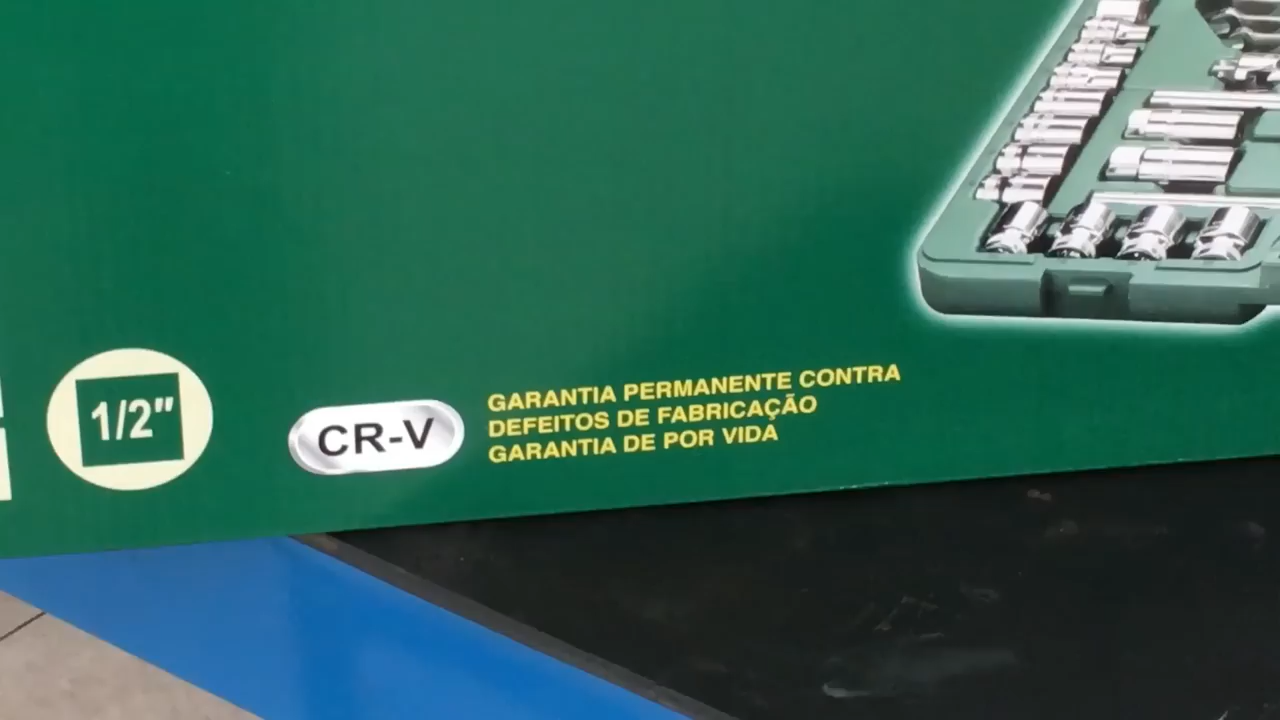 1/2"
CR-V
GARANTIA PERMANENTE CONTRA
DEFEITOS DE FABRICAÇÃO
GARANTIA DE POR VIDA